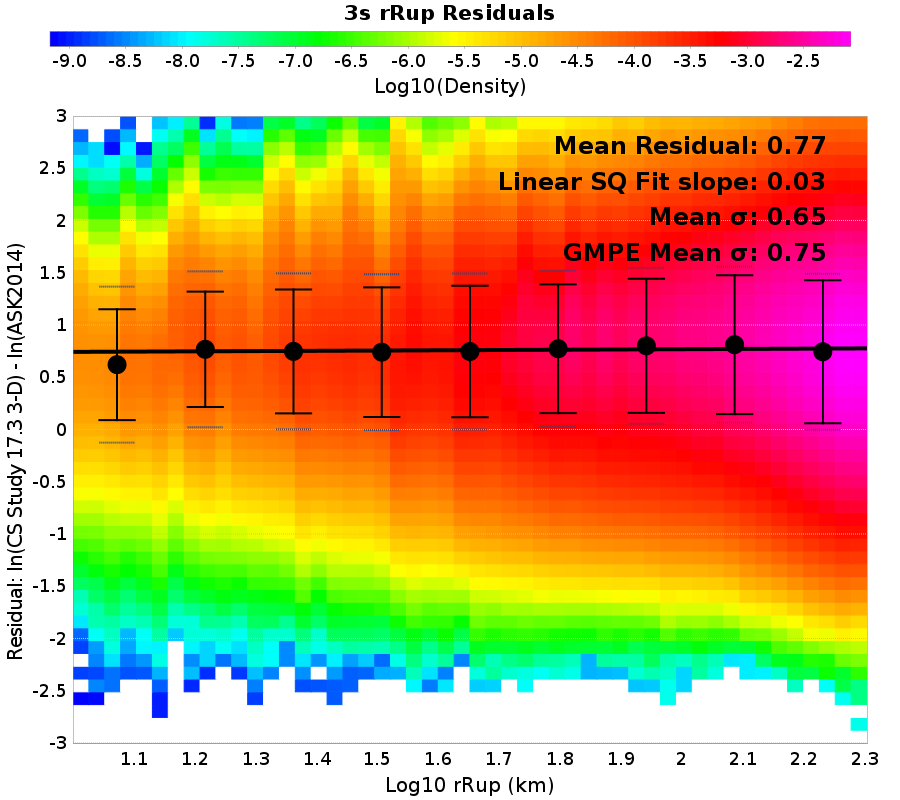 3s rRup Residuals
-9.0 -8.5 -8.0 -7.5 -7.0 -6.5 -6.0 -5.5 -5.0 -4.5 -4.0 -3.5 -3.0 -2.5
Log10(Density)
Mean Residual: 0.77
Linear SQ Fit slope: 0.03
Mean σ: 0.65
GMPE Mean σ: 0.75
Residual: ln(CS Study 17.3 3-D) - ln(ASK2014)
3
2.5
2
1.5
1
0.5
0
-0.5
-1
-1.5
-2
-2.5
-3
1.1 1.2 1.3 1.4 1.5 1.6 1.7 1.8 1.9 2 2.1 2.2 2.3
Log10 rRup (km)